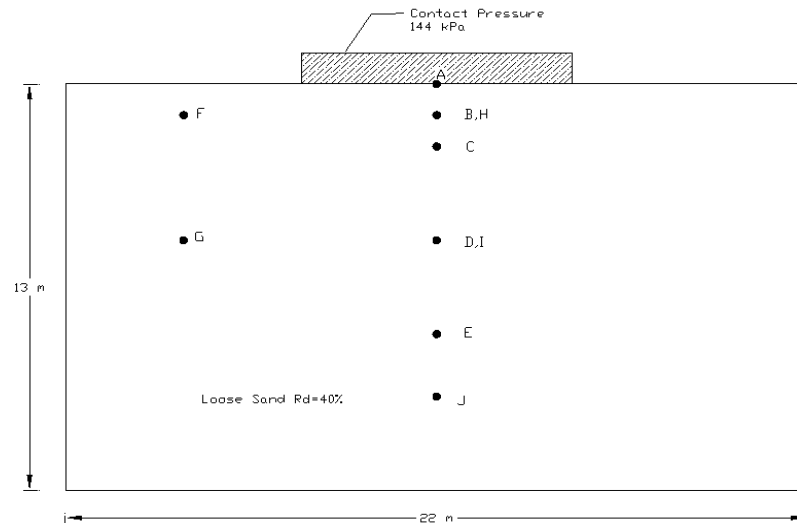 Contact Pressure
144 kPa
A
F
B,H
C
G
D,I
13 m
E
Loose Sand Rd=40%
J
22 m